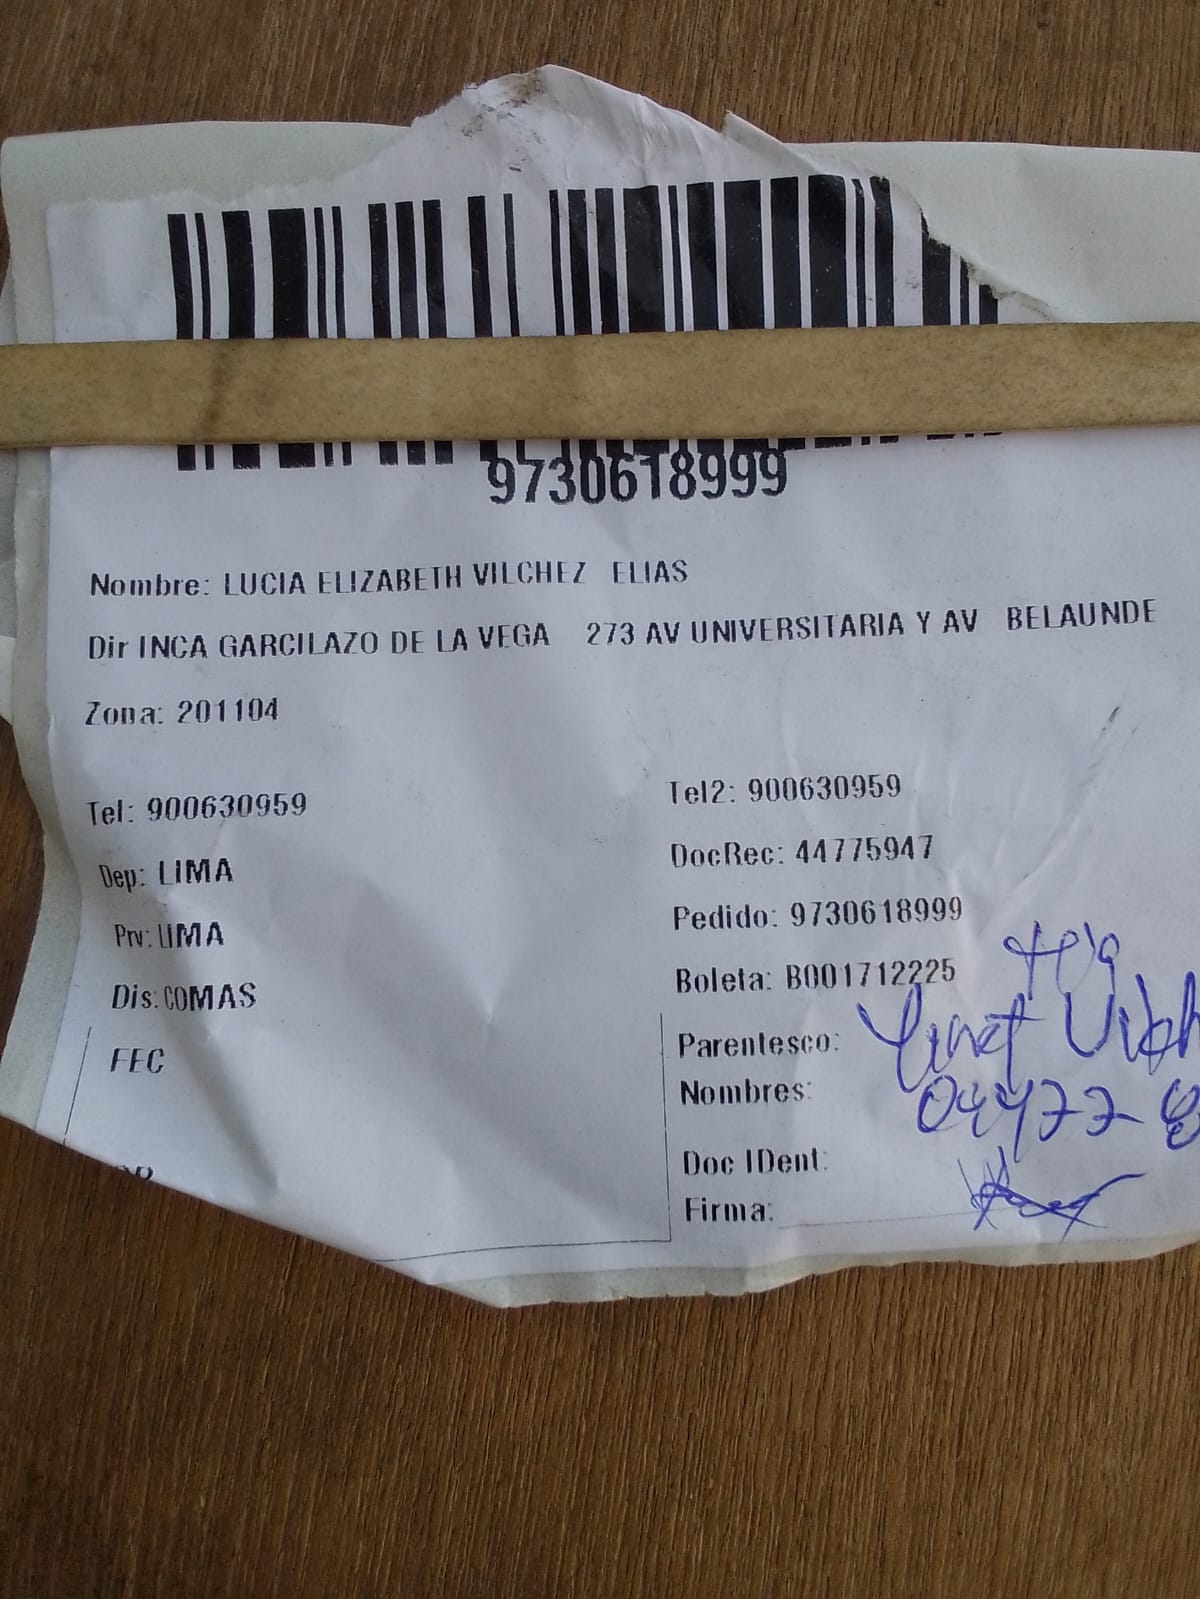 9730618999
Nombre: LUCIA ELIZABETH VILCHEZ ELIAS
Dir INCA GARCILAZO DE LA VEGA 273 AV UNIVERSITARIA Y AV BELAUNDE
Zona: 201104
Tel: 900630959 Tel2: 900630959
Dep: LIMA DocRec: 44775947
Prv: LIMA Pedido: 9730618999
Dis: COMAS Boleta: B001712225
FEC Parentesco:
Nombres:
04472
Doc IDent:
Firma: